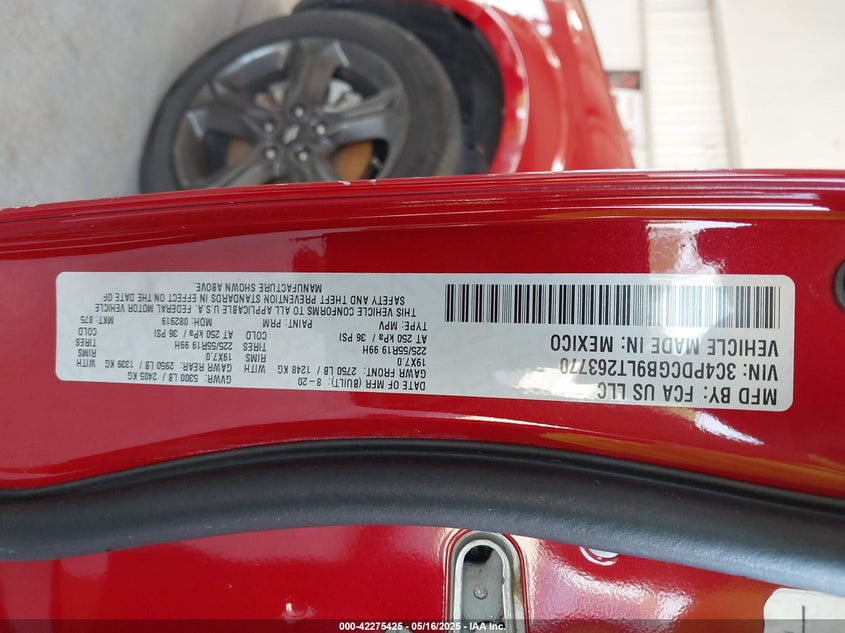 MFD BY: FCA US LLC
VIN: 3C4PDCGB9LT263770
VEHICLE MADE IN: MEXICO
DATE OF MFR (BUILT): 8-20
GVWR: 5300 LB / 2405 KG
GAWR FRONT: 2750 LB / 1248 KG WITH
GAWR REAR: 2950 LB / 1339 KG
19X7.0 RIMS
19X7.0 RIMS
225/55R19 99H TIRES
225/55R19 99H TIRES
AT 250 kPa / 36 PSI COLD
AT 250 kPa / 36 PSI COLD
TYPE: MPV PAINT: PRM MDH: 082919 MKT: 875
THIS VEHICLE CONFORMS TO ALL APPLICABLE U.S.A. FEDERAL MOTOR VEHICLE
SAFETY AND THEFT PREVENTION STANDARDS IN EFFECT ON THE DATE OF
MANUFACTURE SHOWN ABOVE.
000-42275425 - 05/16/2025 - IAA Inc.